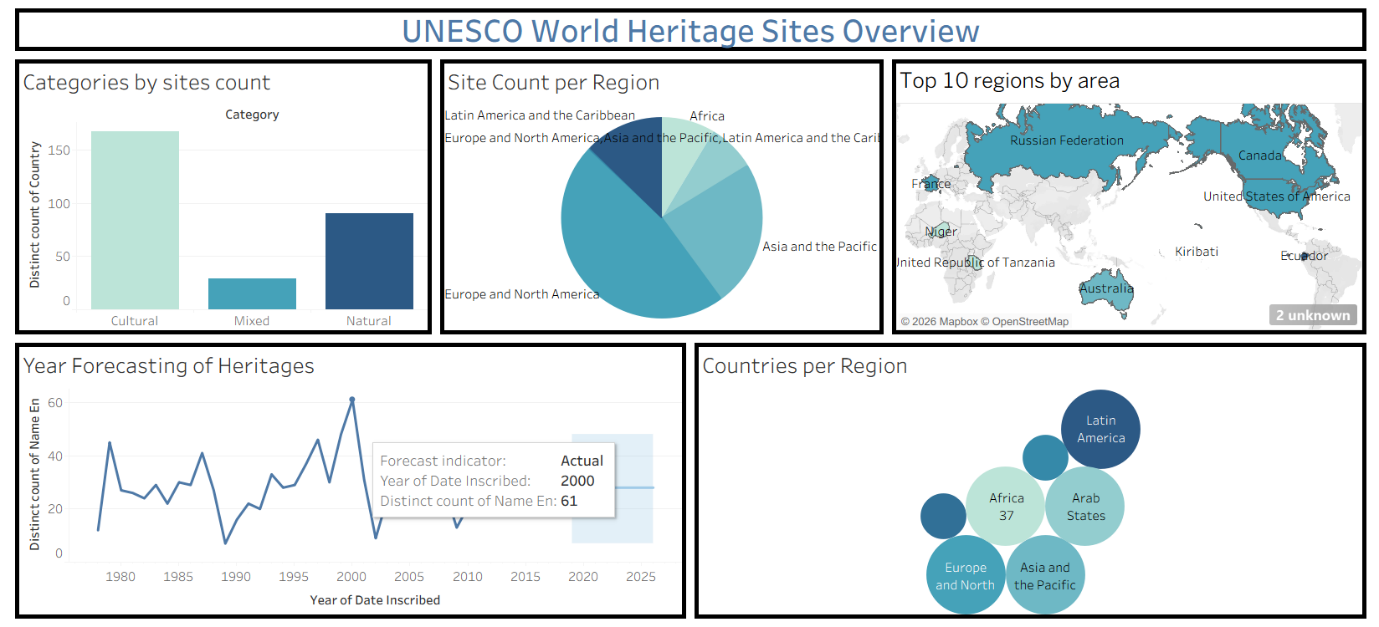 UNESCO World Heritage Sites Overview
Categories by sites count
Category
Distinct count of Country
150
100
50
0
Cultural
Mixed
Natural
Site Count per Region
Latin America and the Caribbean
Africa
Europe and North America,Asia and the Pacific,Latin America and the Carib
Asia and the Pacific
Europe and North America
Top 10 regions by area
Russian Federation
Canada
France
United States of America
Niger
Kiribati
Ecuador
United Republic of Tanzania
Australia
2 unknown
© 2026 Mapbox © OpenStreetMap
Year Forecasting of Heritages
Distinct count of Name En
60
40
20
0
Forecast indicator: Actual
Year of Date Inscribed: 2000
Distinct count of Name En: 61
1980
1985
1990
1995
2000
2005
2010
2015
2020
2025
Year of Date Inscribed
Countries per Region
Latin
America
Africa
37
Arab
States
Europe
and North
Asia and
the Pacific